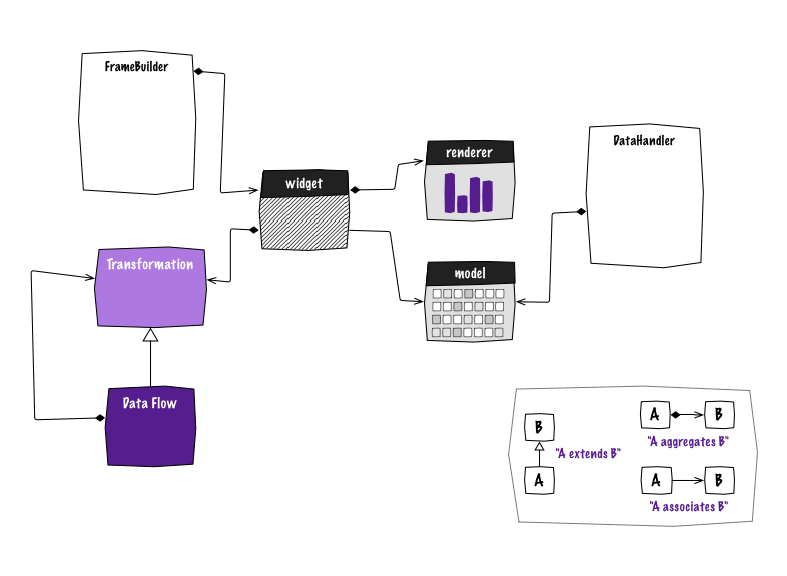 FrameBuilder
renderer
DataHandler
widget
Transformation
model
Data Flow
A
B
B
"A aggregates B"
"A extends B"
A
A
B
"A associates B"